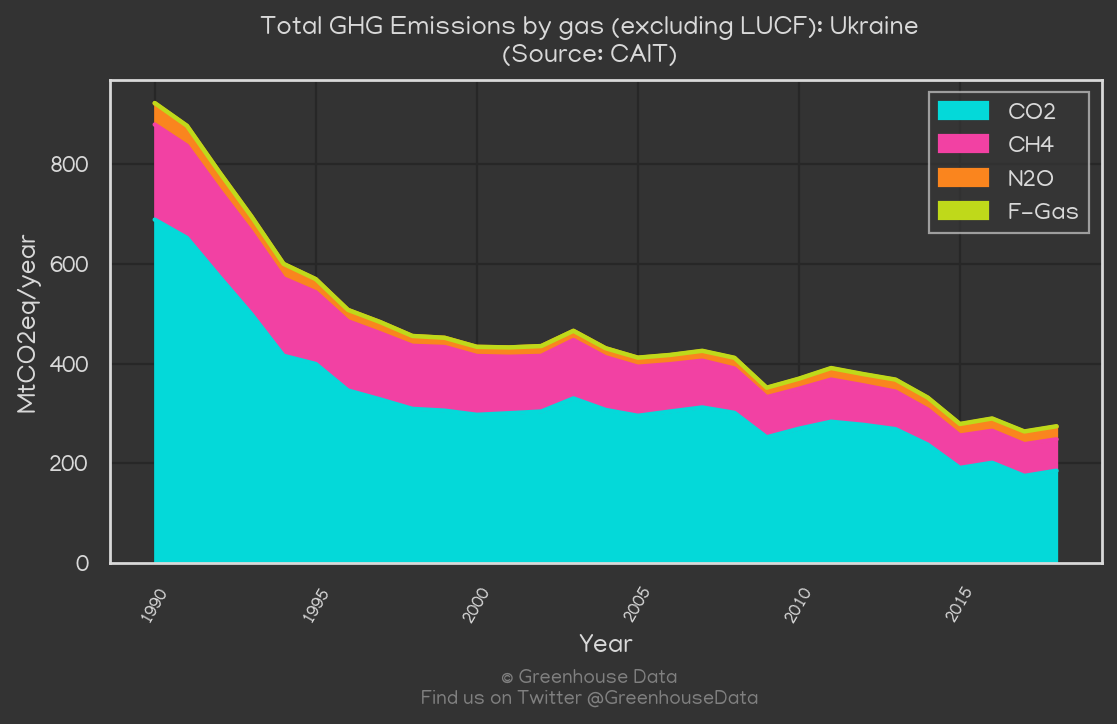 Total GHG Emissions by gas (excluding LUCF): Ukraine
(Source: CAIT)
CO2
CH4
N2O
F-Gas
MtCO2eq/year
800
600
400
200
0
1990
1995
2000
2005
2010
2015
Year
© Greenhouse Data
Find us on Twitter @GreenhouseData